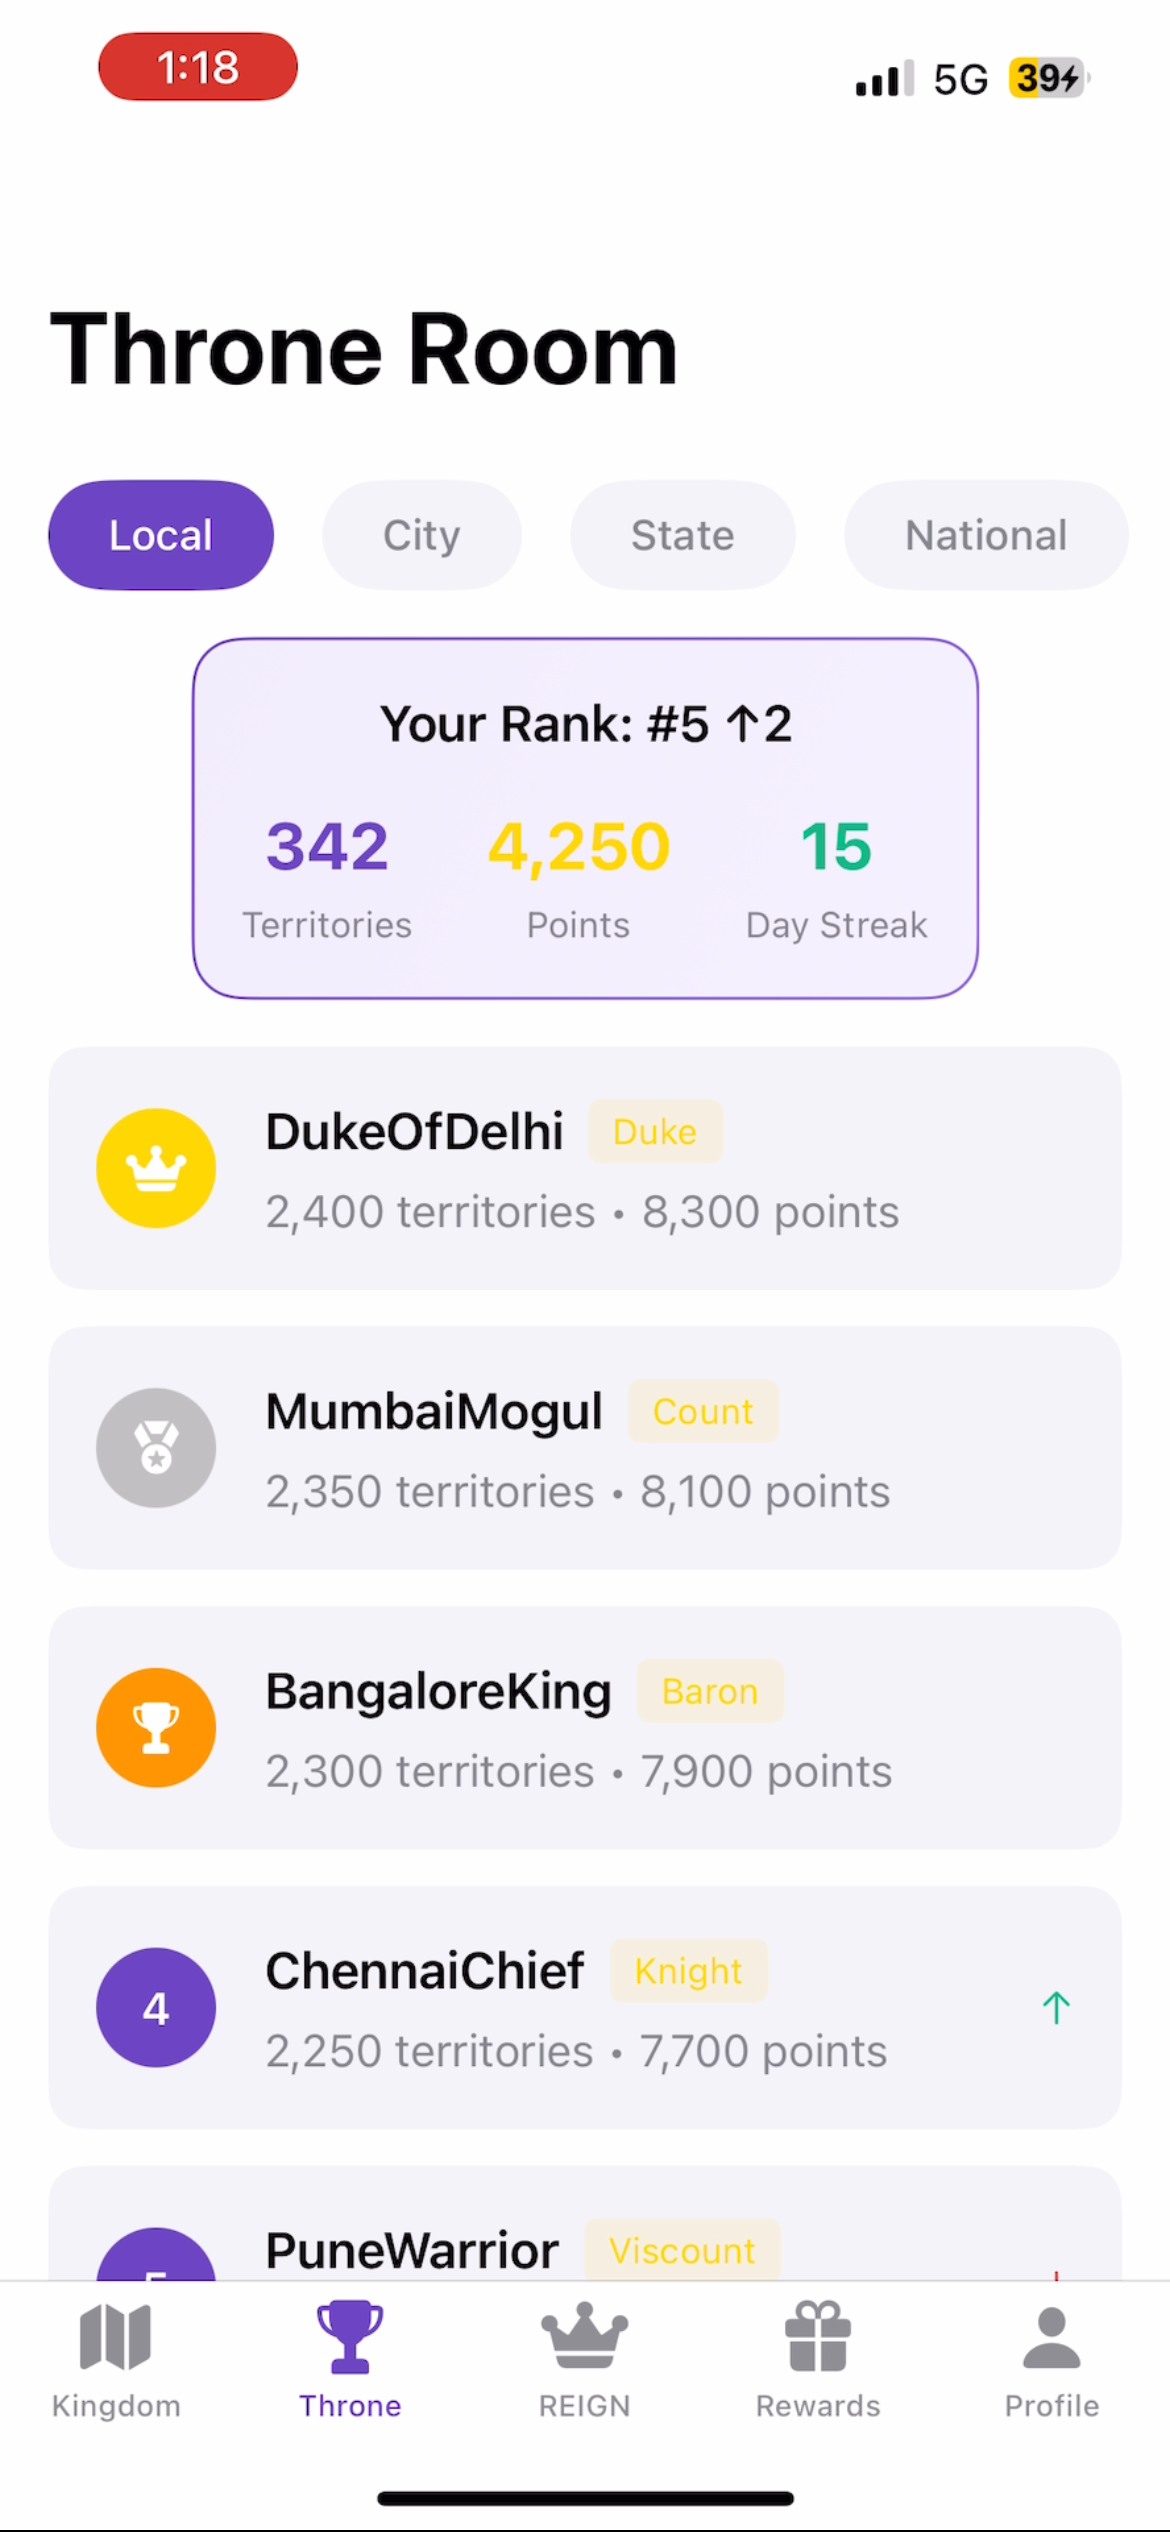 1:18
5G 39
Throne Room
Local City State National
Your Rank: #5 ↑2
342 4,250 15
Territories Points Day Streak
DukeOfDelhi Duke
2,400 territories • 8,300 points
MumbaiMogul Count
2,350 territories • 8,100 points
BangaloreKing Baron
2,300 territories • 7,900 points
4 ChennaiChief Knight ↑
2,250 territories • 7,700 points
PuneWarrior Viscount
5
Kingdom Throne REIGN Rewards Profile